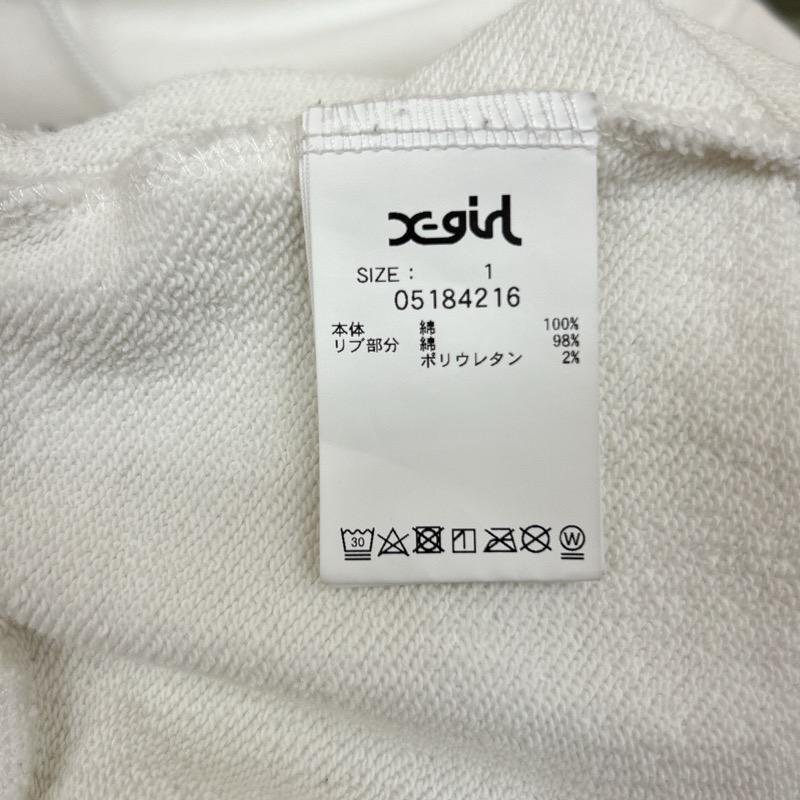 X-girl
SIZE : 1
05184216
本体 綿 100%
リブ部分 綿 98%
ポリウレタン 2%
30 W